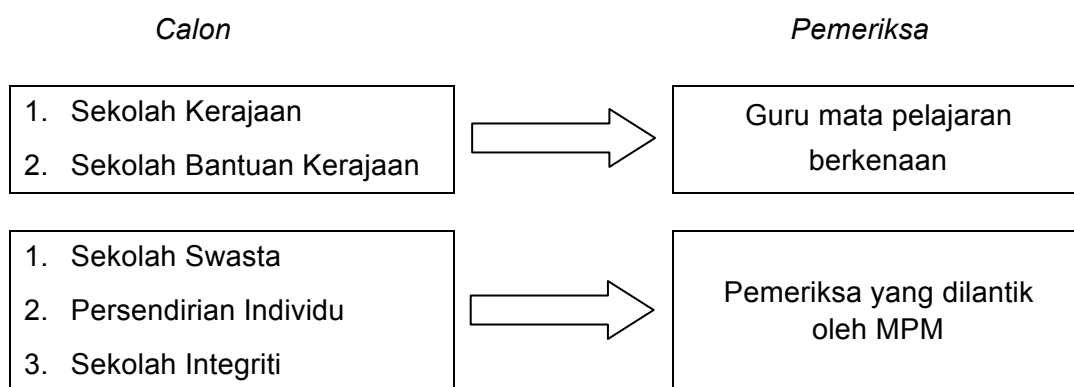 Calon
Pemeriksa
1. Sekolah Kerajaan
2. Sekolah Bantuan Kerajaan
Guru mata pelajaran
berkenaan
1. Sekolah Swasta
2. Persendirian Individu
3. Sekolah Integriti
Pemeriksa yang dilantik
oleh MPM